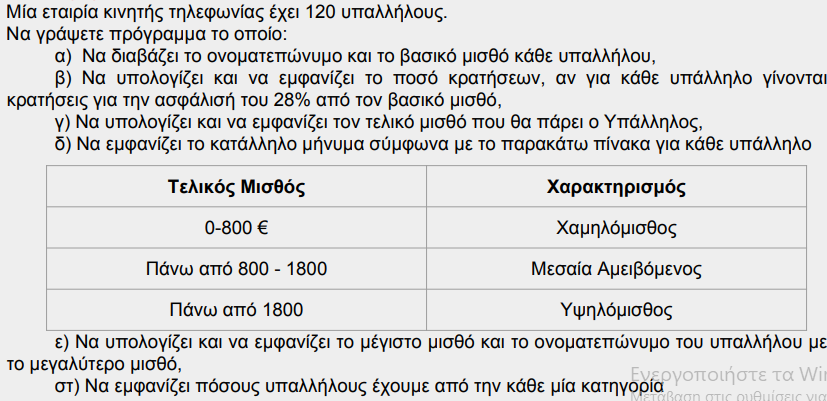 Μία εταιρία κινητής τηλεφωνίας έχει 120 υπαλλήλους.
Να γράψετε πρόγραμμα το οποίο:
α) Να διαβάζει το ονοματεπώνυμο και το βασικό μισθό κάθε υπαλλήλου,
β) Να υπολογίζει και να εμφανίζει το ποσό κρατήσεων, αν για κάθε υπάλληλο γίνονται
κρατήσεις για την ασφάλισή του 28% από τον βασικό μισθό,
γ) Να υπολογίζει και να εμφανίζει τον τελικό μισθό που θα πάρει ο Υπάλληλος,
δ) Να εμφανίζει το κατάλληλο μήνυμα σύμφωνα με το παρακάτω πίνακα για κάθε υπάλληλο
Τελικός Μισθός Χαρακτηρισμός
0-800 € Χαμηλόμισθος
Πάνω από 800 - 1800 Μεσαία Αμειβόμενος
Πάνω από 1800 Υψηλόμισθος
ε) Να υπολογίζει και να εμφανίζει το μέγιστο μισθό και το ονοματεπώνυμο του υπαλλήλου με
το μεγαλύτερο μισθό,
Ενεργοποιήστε τα Wi
στ) Να εμφανίζει πόσους υπαλλήλους έχουμε από την κάθε μία κατηγορία
Μετάβαση στις ρυθμίσεις για